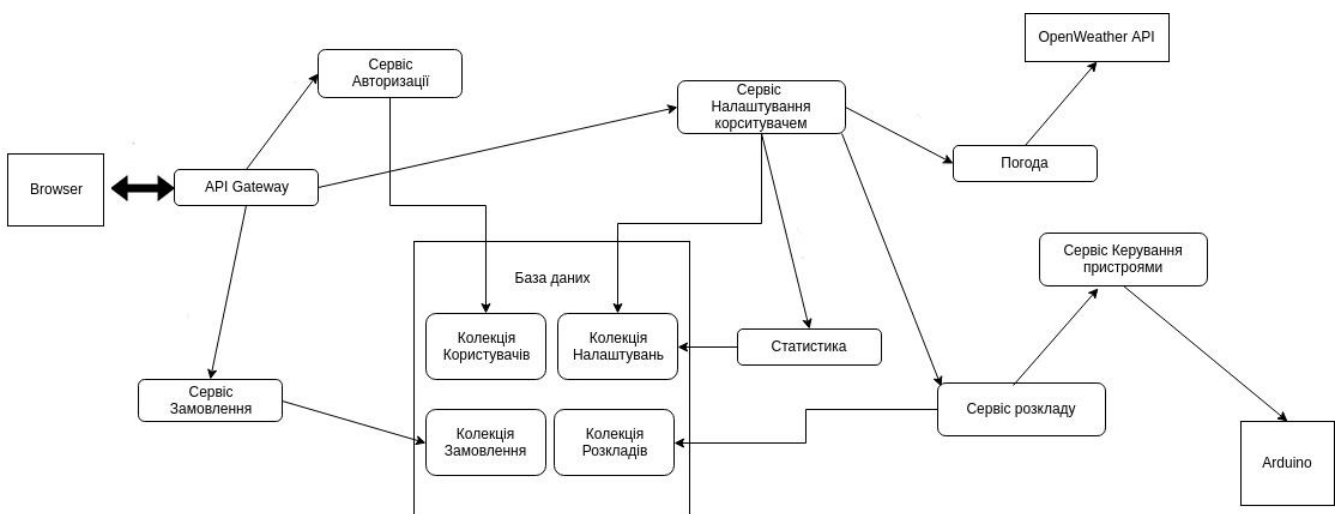 OpenWeather API
Сервіс
Авторизації
Сервіс
Налаштування
корситувачем
Погода
Browser
API Gateway
Сервіс Керування
пристроями
База даних
Колекція
Користувачів
Колекція
Налаштувань
Статистика
Сервіс
Замовлення
Сервіс розкладу
Колекція
Замовлення
Колекція
Розкладів
Arduino